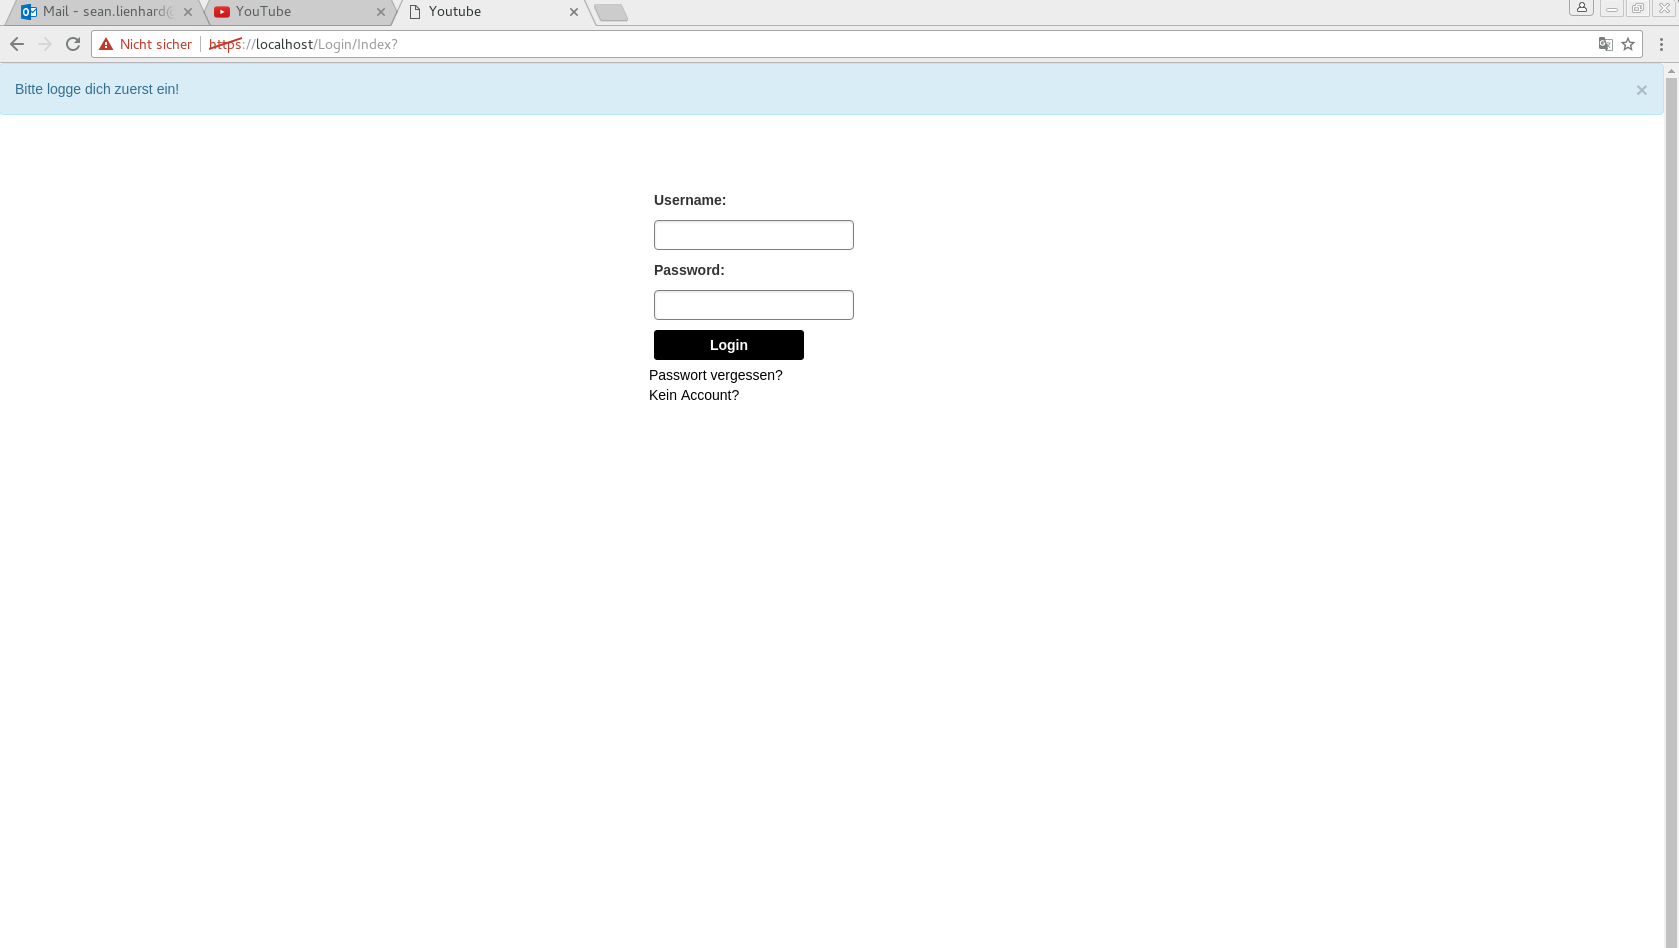 Mail - sean.lienhard@
YouTube
Youtube
Nicht sicher https://localhost/Login/Index?
Bitte logge dich zuerst ein!
Username:
Password:
Login
Passwort vergessen?
Kein Account?